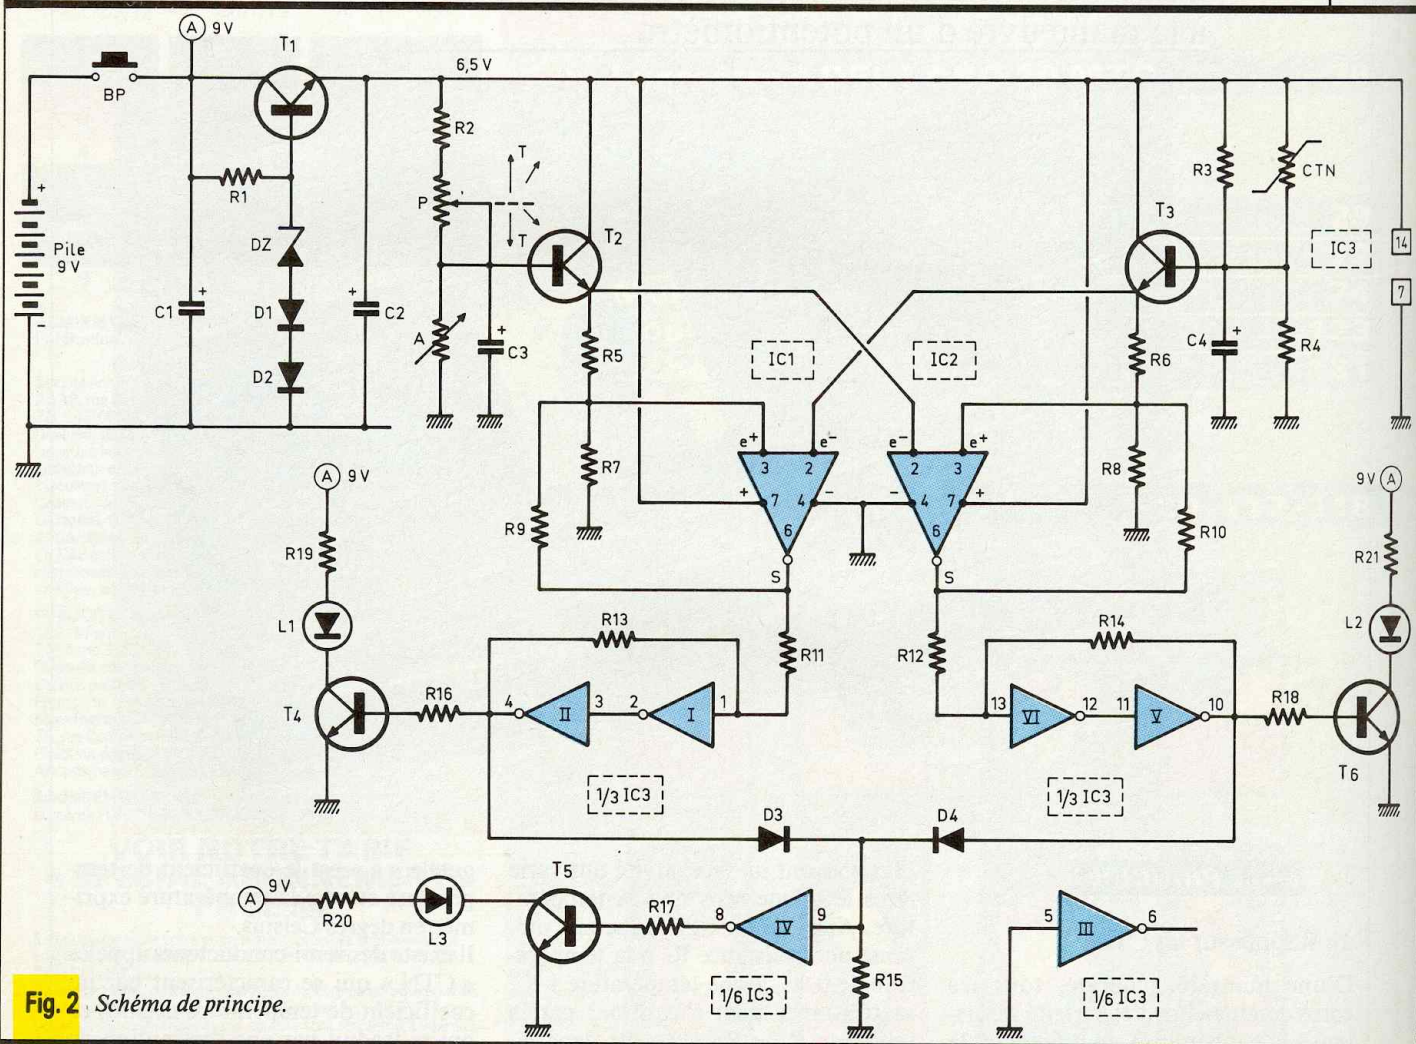 A 9V
T1
BP
6,5 V
R2
T
P
T
T2
R3
CTN
T3
IC3
14
7
R1
DZ
Pile
9 V
+
-
C1
+
D1
D2
C2
+
A
C3
+
R5
IC1
IC2
R6
C4
+
R4
e+
e-
e-
e+
3
2
2
3
R7
R8
+
7
4
-
-
4
7
+
6
6
R9
R10
S
S
A 9V
R19
L1
9V A
R21
L2
R13
R11
R12
R14
T4
R16
4
II
3
2
I
1
13
VI
12
11
V
10
R18
T6
1/3 IC3
1/3 IC3
D3
D4
A 9V
R20
L3
T5
R17
8
IV
9
5
III
6
R15
1/6 IC3
1/6 IC3
Fig. 2 Schéma de principe.